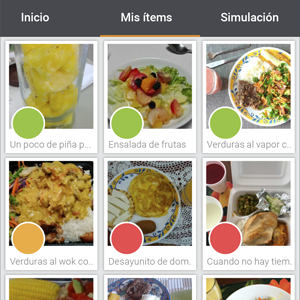 Inicio
Mis ítems
Simulación
Un poco de piña p...
Ensalada de frutas
Verduras al vapor c...
Verduras al wok co...
Desayunito de dom...
Cuando no hay tiem...